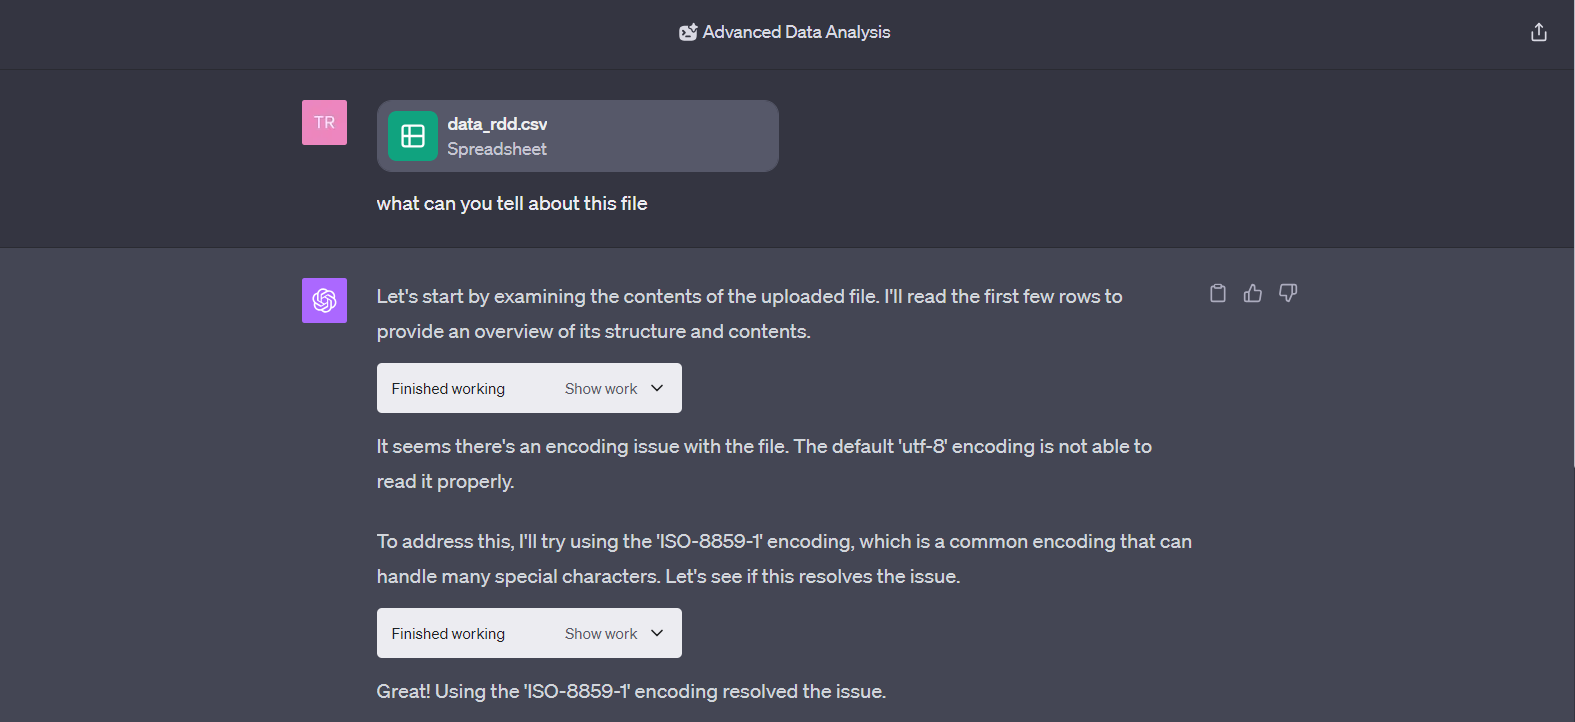 Advanced Data Analysis
TR
data_rdd.csv
Spreadsheet
what can you tell about this file
Let's start by examining the contents of the uploaded file. I'll read the first few rows to
provide an overview of its structure and contents.
Finished working Show work
It seems there's an encoding issue with the file. The default 'utf-8' encoding is not able to
read it properly.
To address this, I'll try using the 'ISO-8859-1' encoding, which is a common encoding that can
handle many special characters. Let's see if this resolves the issue.
Finished working Show work
Great! Using the 'ISO-8859-1' encoding resolved the issue.